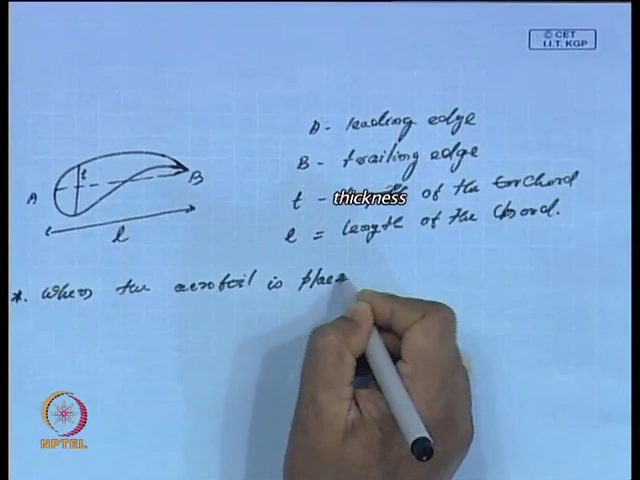 © CET
I.I.T. KGP
A - leading edge
B - trailing edge
t - thickness of the chord
l = length of the chord.
A
t
B
l
*. When the aerofoil is place
NPTEL